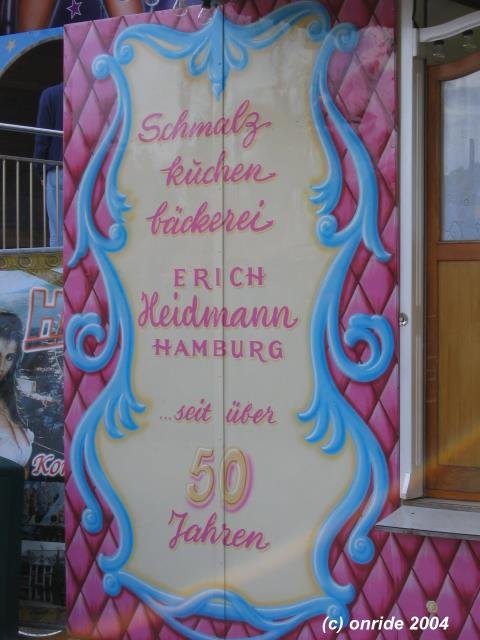 Schmalz
kuchen
bäckerei
ERICH
Heidmann
HAMBURG
...seit über
50
Jahren
(c) onride 2004